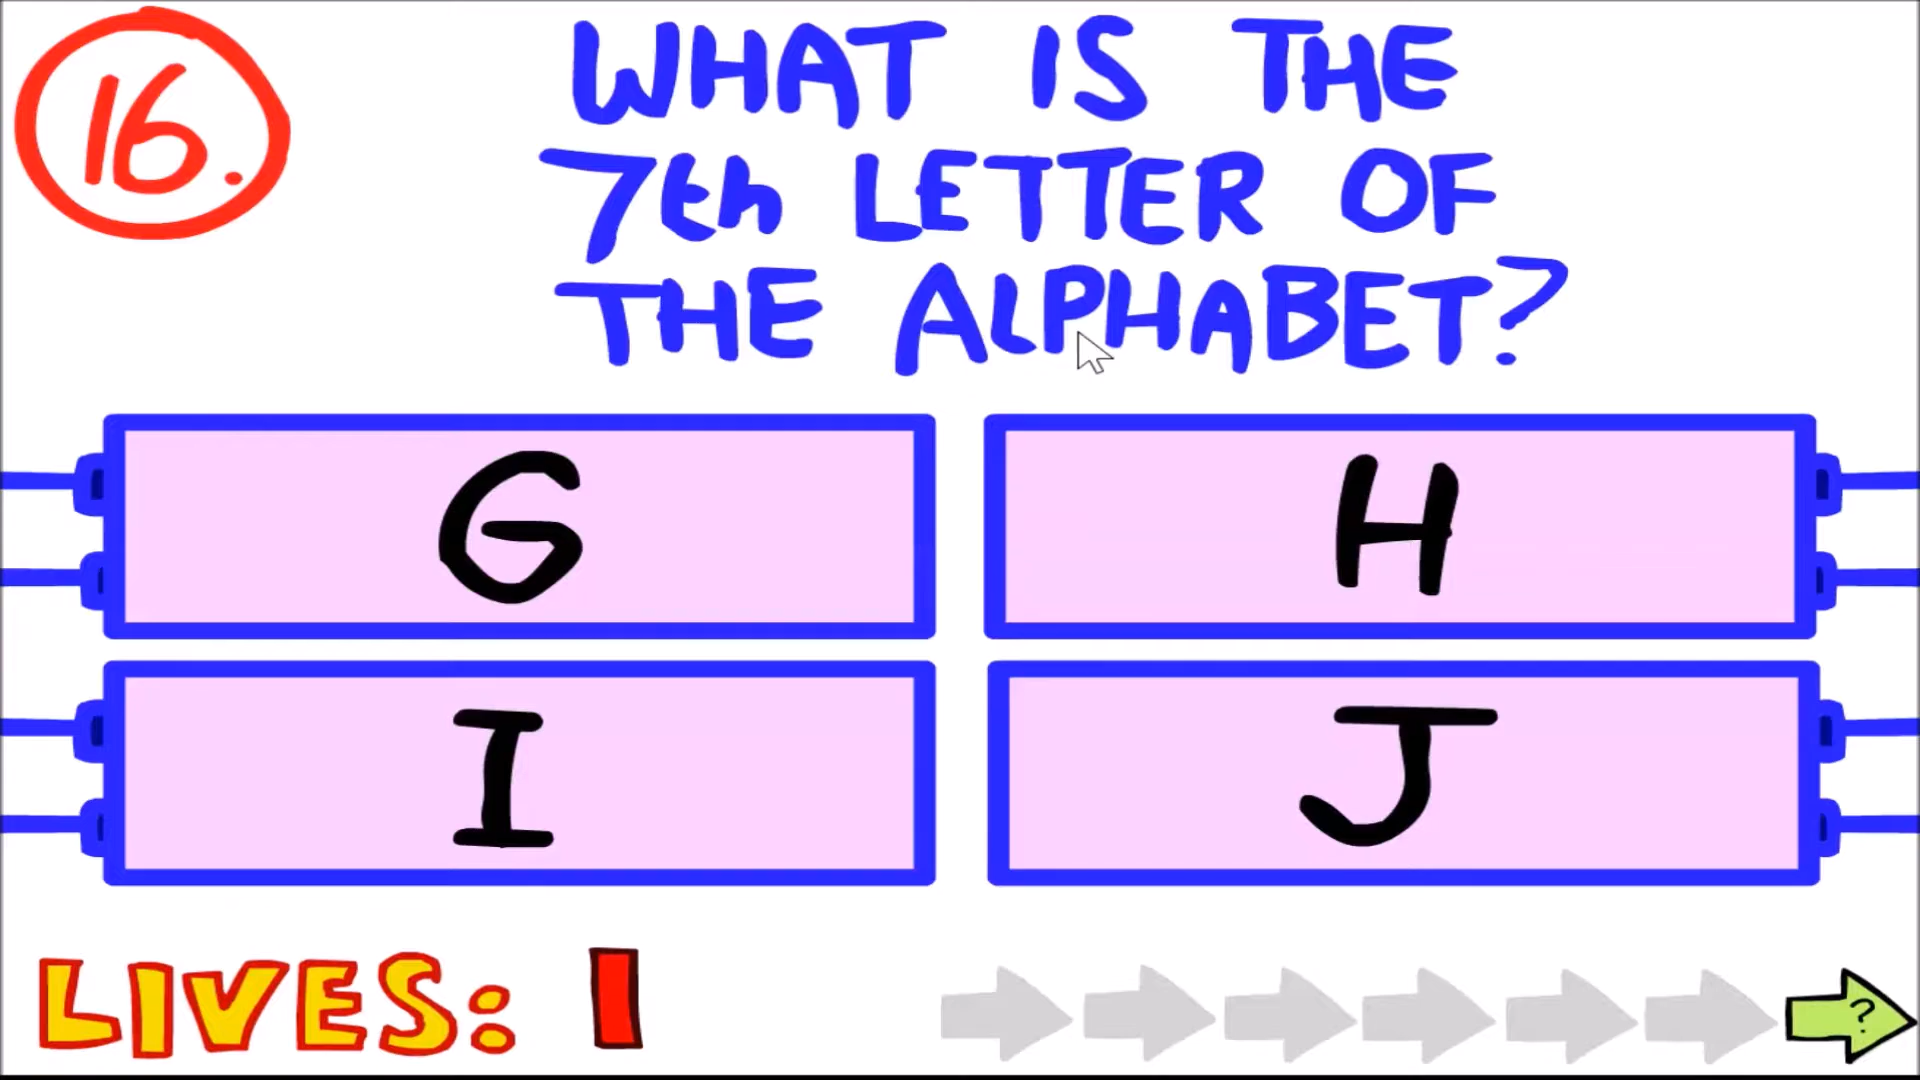 16.
WHAT IS THE
7th LETTER OF
THE ALPHABET?
G
H
I
J
LIVES: 1
?